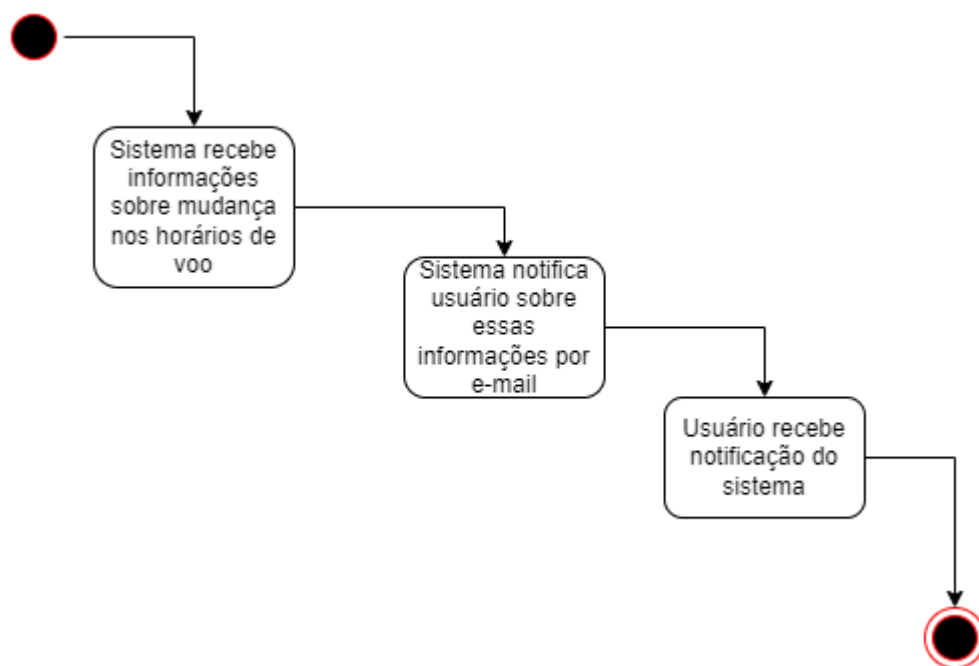 Sistema recebe
informações
sobre mudança
nos horários de
voo
Sistema notifica
usuário sobre
essas
informações por
e-mail
Usuário recebe
notificação do
sistema